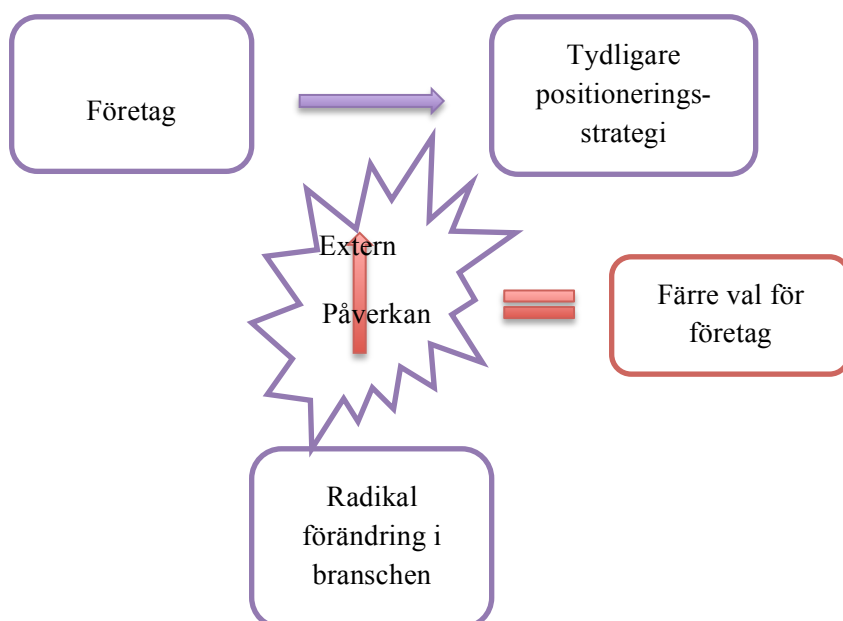 Företag
Tydligare
positionerings-
strategi
Extern
Påverkan
Färre val för
företag
Radikal
förändring i
branschen